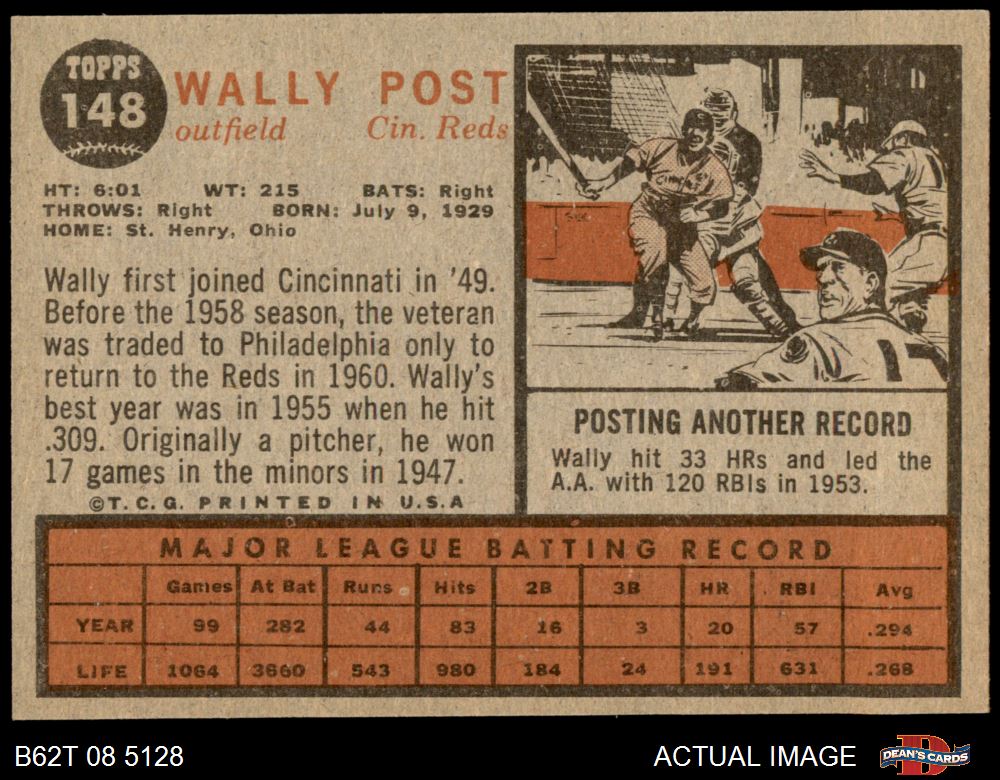 TOPPS
148
WALLY POST
outfield Cin. Reds
HT: 6:01 WT: 215 BATS: Right
THROWS: Right BORN: July 9, 1929
HOME: St. Henry, Ohio
Wally first joined Cincinnati in '49.
Before the 1958 season, the veteran
was traded to Philadelphia only to
return to the Reds in 1960. Wally's
best year was in 1955 when he hit
.309. Originally a pitcher, he won
17 games in the minors in 1947.
©T.C.G. PRINTED IN U.S.A
POSTING ANOTHER RECORD
Wally hit 33 HRs and led the
A.A. with 120 RBIs in 1953.
MAJOR LEAGUE BATTING RECORD
Games At Bat Runs Hits 2B 3B HR RBI Avg
YEAR 99 282 44 83 16 3 20 57 .294
LIFE 1064 3660 543 980 184 24 191 631 .268
B62T 08 5128 ACTUAL IMAGE DEAN'S CARDS